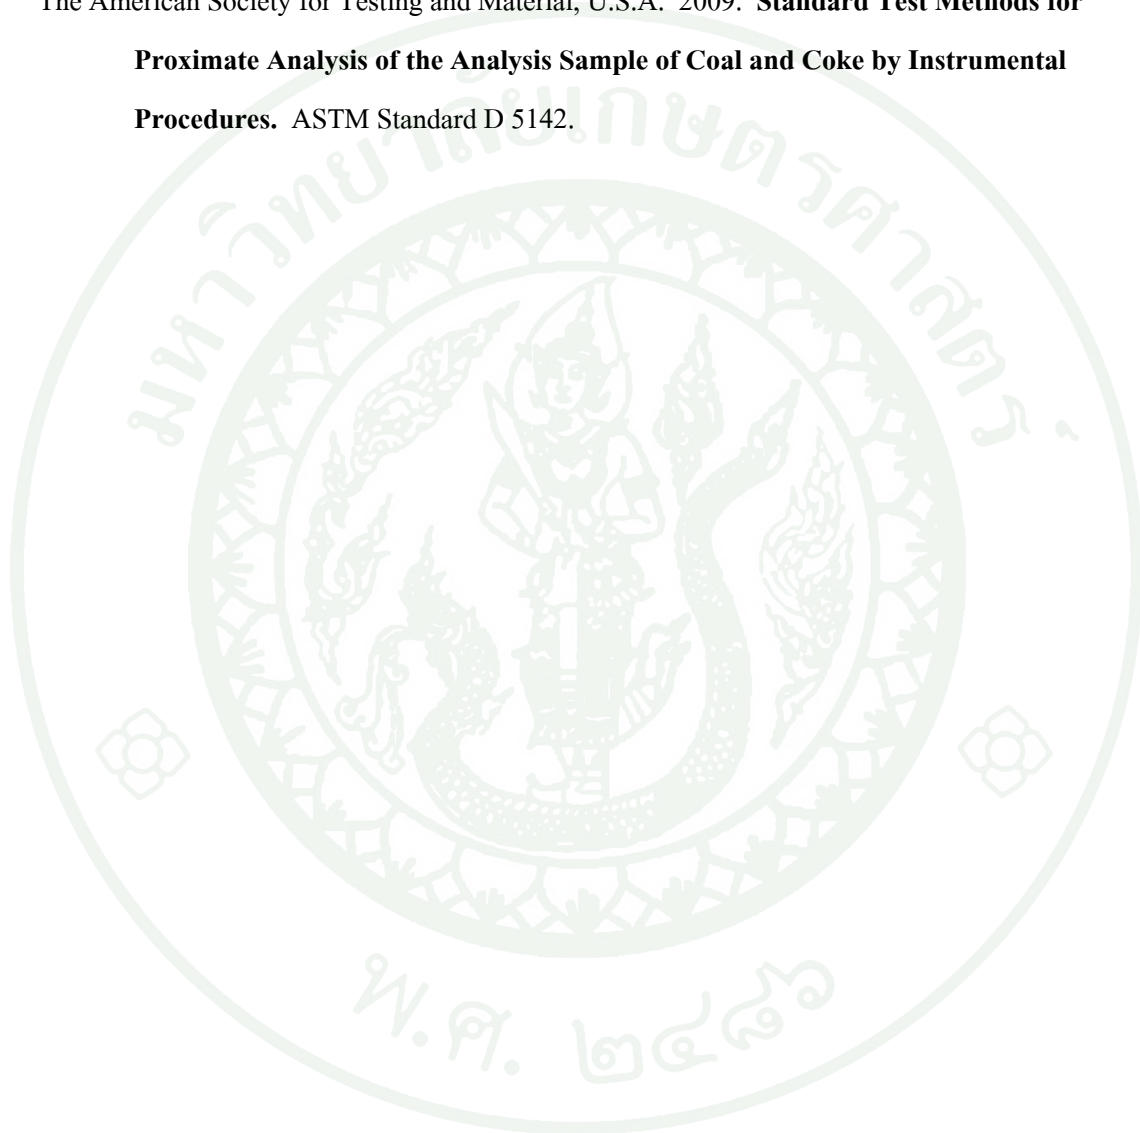 The American Society for Testing and Material, U.S.A. 2009. Standard Test Methods for
Proximate Analysis of the Analysis Sample of Coal and Coke by Instrumental
Procedures. ASTM Standard D 5142.
มหาวิทยาลัยเกษตรศาสตร์
พ.ศ. ๒๔๘๖